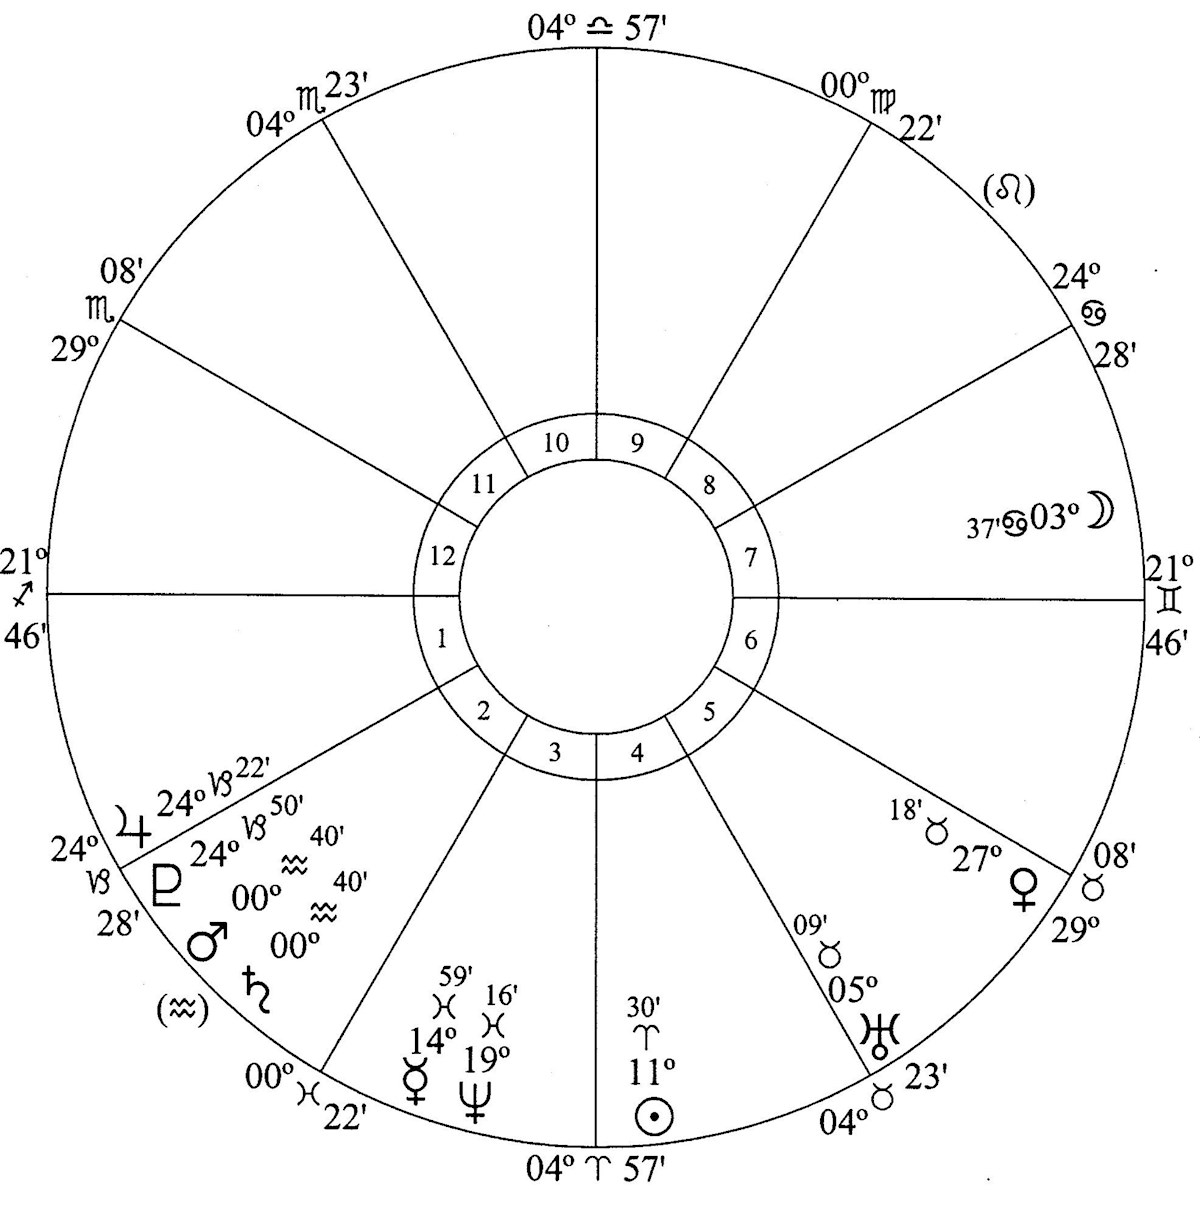 04° ♎ 57'
04° ♏ 23'
00° ♍ 22'
(♌)
08' ♏ 29°
24° ♋ 28'
10 9
11 8
12 7
37' ♋ 03° ☽
21° ♐ 46'
21° ♊ 46'
1 6
2 5
3 4
♃ 24° ♑ 22'
24° ♑ 28'
♇ 24° ♑ 50'
♂ 00° ♒ 40'
♄ 00° ♒ 40'
(♒)
18' ♉ 27° ♀
08' ♉ 29°
09' ♉ 05° ♅
59' ♓ 14° ☿
16' ♓ 19° ♆
30' ♈ 11° ☉
00° ♓ 22'
04° ♉ 23'
04° ♈ 57'